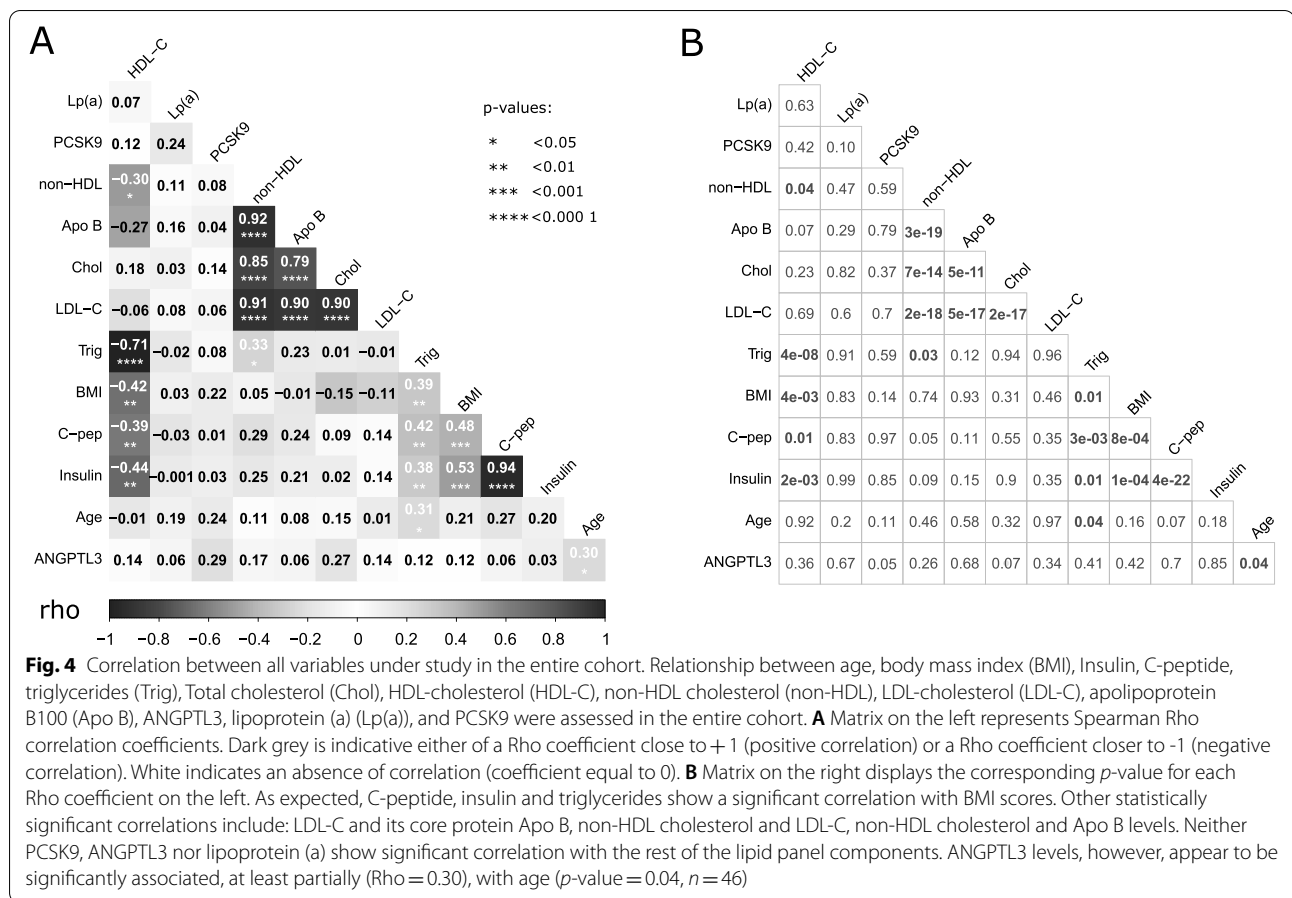 A
HDL−C
Lp(a) 0.07 Lp(a)
PCSK9 0.12 0.24 PCSK9
non−HDL −0.30 * 0.11 0.08 non−HDL
Apo B −0.27 0.16 0.04 0.92 **** Apo B
Chol 0.18 0.03 0.14 0.85 **** 0.79 **** Chol
LDL−C −0.06 0.08 0.06 0.91 **** 0.90 **** 0.90 **** LDL−C
Trig −0.71 **** −0.02 0.08 0.33 * 0.23 0.01 −0.01 Trig
BMI −0.42 ** 0.03 0.22 0.05 −0.01 −0.15 −0.11 0.39 ** BMI
C−pep −0.39 ** −0.03 0.01 0.29 0.24 0.09 0.14 0.42 ** 0.48 *** C−pep
Insulin −0.44 ** −0.001 0.03 0.25 0.21 0.02 0.14 0.38 ** 0.53 *** 0.94 **** Insulin
Age −0.01 0.19 0.24 0.11 0.08 0.15 0.01 0.31 * 0.21 0.27 0.20 Age
ANGPTL3 0.14 0.06 0.29 0.17 0.06 0.27 0.14 0.12 0.12 0.06 0.03 0.30 *
p-values:
* <0.05
** <0.01
*** <0.001
**** <0.000 1
rho
−1 −0.8 −0.6 −0.4 −0.2 0 0.2 0.4 0.6 0.8 1
B
HDL−C
Lp(a) 0.63 Lp(a)
PCSK9 0.42 0.10 PCSK9
non−HDL 0.04 0.47 0.59 non−HDL
Apo B 0.07 0.29 0.79 3e-19 Apo B
Chol 0.23 0.82 0.37 7e-14 5e-11 Chol
LDL−C 0.69 0.6 0.7 2e-18 5e-17 2e-17 LDL−C
Trig 4e-08 0.91 0.59 0.03 0.12 0.94 0.96 Trig
BMI 4e-03 0.83 0.14 0.74 0.93 0.31 0.46 0.01 BMI
C−pep 0.01 0.83 0.97 0.05 0.11 0.55 0.35 3e-03 8e-04 C−pep
Insulin 2e-03 0.99 0.85 0.09 0.15 0.9 0.35 0.01 1e-04 4e-22 Insulin
Age 0.92 0.2 0.11 0.46 0.58 0.32 0.97 0.04 0.16 0.07 0.18 Age
ANGPTL3 0.36 0.67 0.05 0.26 0.68 0.07 0.34 0.41 0.42 0.7 0.85 0.04
Fig. 4 Correlation between all variables under study in the entire cohort. Relationship between age, body mass index (BMI), Insulin, C-peptide,
triglycerides (Trig), Total cholesterol (Chol), HDL-cholesterol (HDL-C), non-HDL cholesterol (non-HDL), LDL-cholesterol (LDL-C), apolipoprotein
B100 (Apo B), ANGPTL3, lipoprotein (a) (Lp(a)), and PCSK9 were assessed in the entire cohort. A Matrix on the left represents Spearman Rho
correlation coefficients. Dark grey is indicative either of a Rho coefficient close to + 1 (positive correlation) or a Rho coefficient closer to -1 (negative
correlation). White indicates an absence of correlation (coefficient equal to 0). B Matrix on the right displays the corresponding p-value for each
Rho coefficient on the left. As expected, C-peptide, insulin and triglycerides show a significant correlation with BMI scores. Other statistically
significant correlations include: LDL-C and its core protein Apo B, non-HDL cholesterol and LDL-C, non-HDL cholesterol and Apo B levels. Neither
PCSK9, ANGPTL3 nor lipoprotein (a) show significant correlation with the rest of the lipid panel components. ANGPTL3 levels, however, appear to be
significantly associated, at least partially (Rho = 0.30), with age (p-value = 0.04, n = 46)